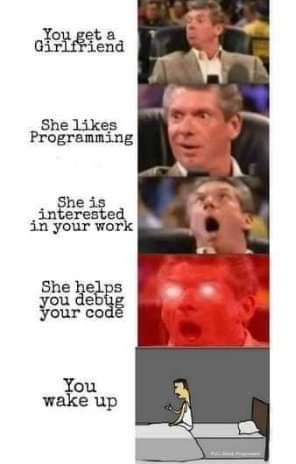 You get a
Girlfriend
She likes
Programming
She is
interested
in your work
She helps
you debug
your code
You
wake up